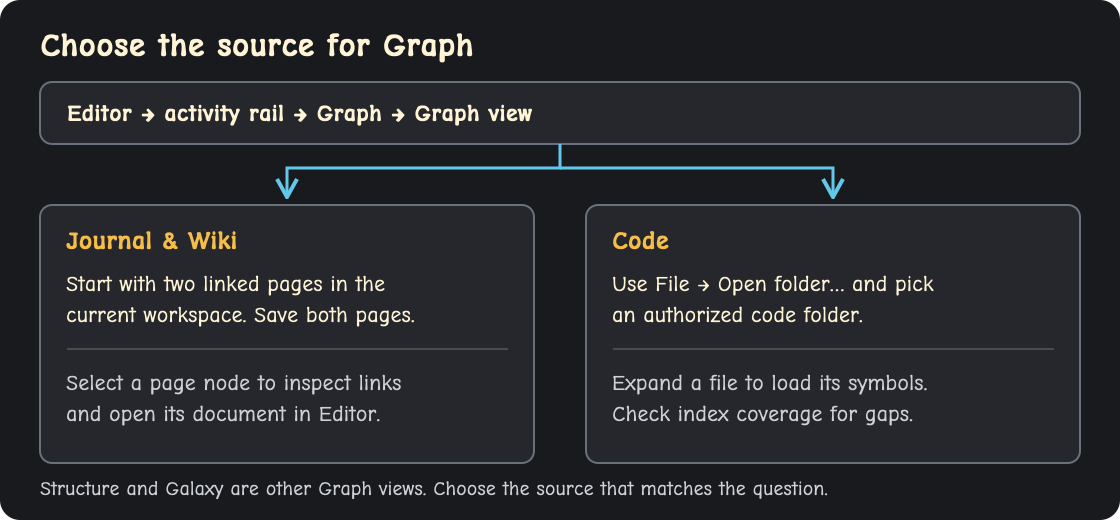 Choose the source for Graph
Editor → activity rail → Graph → Graph view
Journal & Wiki
Start with two linked pages in the
current workspace. Save both pages.
Select a page node to inspect links
and open its document in Editor.
Code
Use File → Open folder... and pick
an authorized code folder.
Expand a file to load its symbols.
Check index coverage for gaps.
Structure and Galaxy are other Graph views. Choose the source that matches the question.